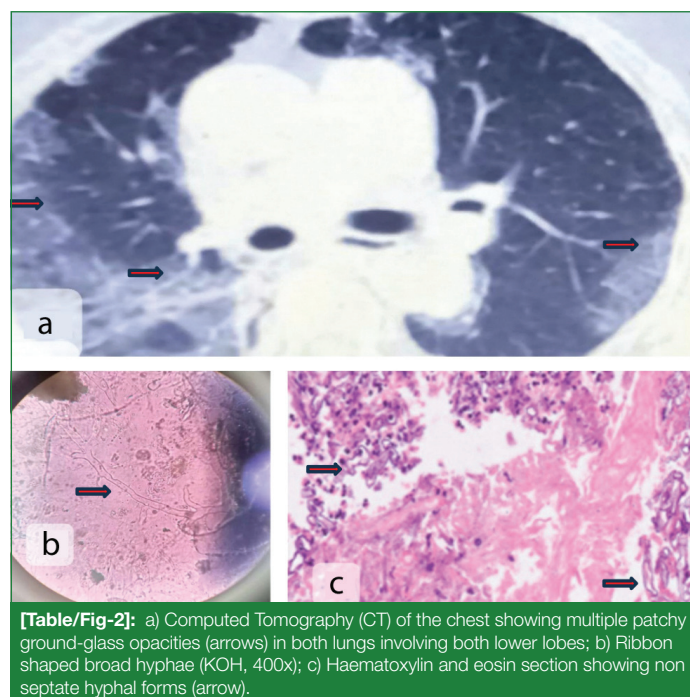 a
b
c
[Table/Fig-2]: a) Computed Tomography (CT) of the chest showing multiple patchy
ground-glass opacities (arrows) in both lungs involving both lower lobes; b) Ribbon
shaped broad hyphae (KOH, 400x); c) Haematoxylin and eosin section showing non
septate hyphal forms (arrow).